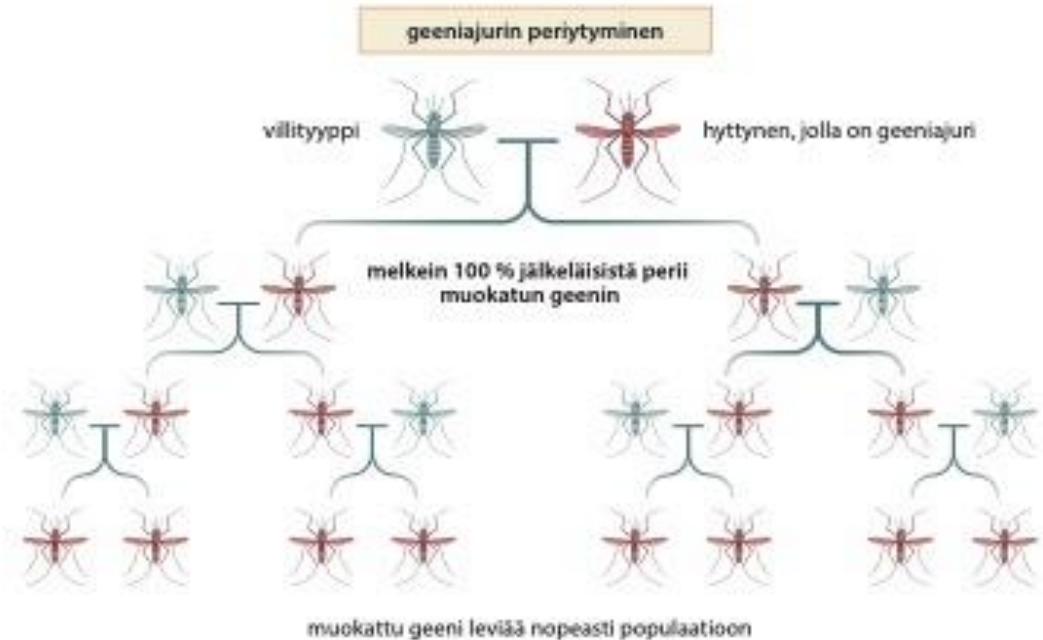 geeniajurin periytyminen
villityyppi
hyttynen, jolla on geeniajuri
melkein 100 % jälkeläisistä perii
muokatun geenin
muokattu geeni leviää nopeasti populaatioon